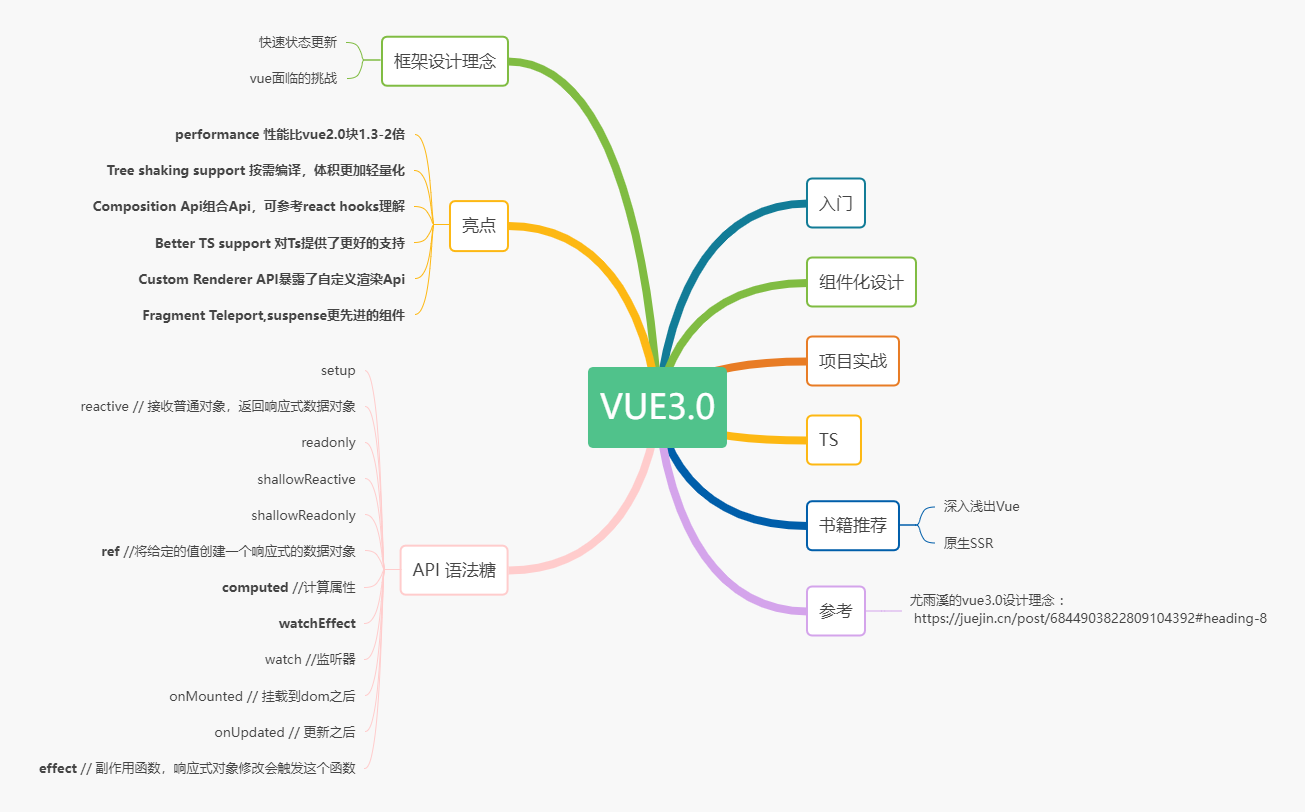 框架设计理念
快速状态更新
vue面临的挑战
亮点
performance 性能比vue2.0块1.3-2倍
Tree shaking support 按需编译，体积更加轻量化
Composition Api组合Api，可参考react hooks理解
Better TS support 对Ts提供了更好的支持
Custom Renderer API暴露了自定义渲染Api
Fragment Teleport,suspense更先进的组件
API 语法糖
setup
reactive // 接收普通对象，返回响应式数据对象
readonly
shallowReactive
shallowReadonly
ref //将给定的值创建一个响应式的数据对象
computed //计算属性
watchEffect
watch //监听器
onMounted // 挂载到dom之后
onUpdated // 更新之后
effect // 副作用函数，响应式对象修改会触发这个函数
VUE3.0
入门
组件化设计
项目实战
TS
书籍推荐
深入浅出Vue
原生SSR
参考
尤雨溪的vue3.0设计理念：
https://juejin.cn/post/6844903822809104392#heading-8